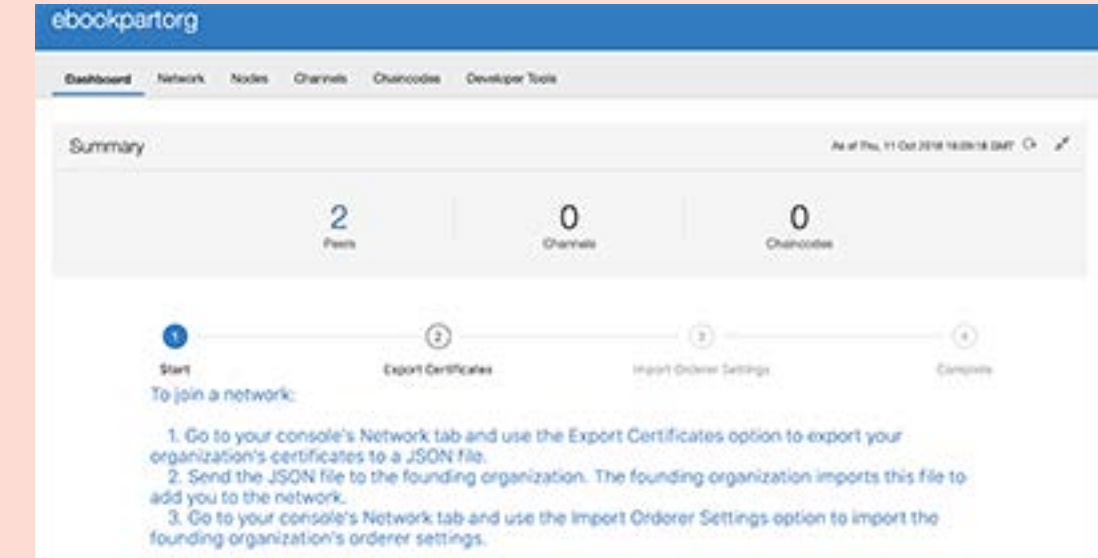 ebookpartorg
Dashboard Network Nodes Channels Chaincodes Developer Tools
Summary
As of Thu, 11 Oct 2018 GMT
2 0 0
Peers Channels Chaincodes
1 2 3 4
Start Export Certificates Import Orderer Settings Complete
To join a network:
1. Go to your console's Network tab and use the Export Certificates option to export your
organization's certificates to a JSON file.
2. Send the JSON file to the founding organization. The founding organization imports this file to
add you to the network.
3. Go to your console's Network tab and use the Import Orderer Settings option to import the
founding organization's orderer settings.